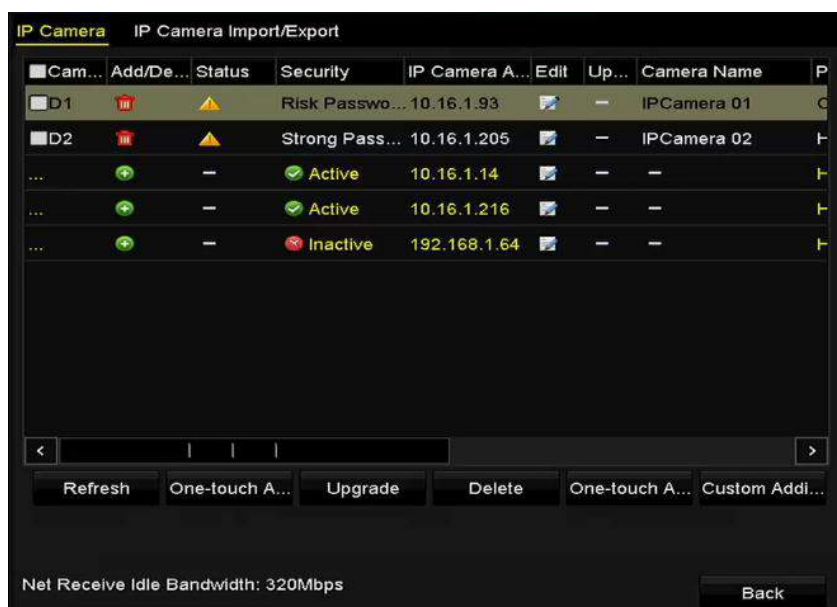 IP Camera IP Camera Import/Export
Cam... Add/De... Status Security IP Camera A... Edit Up... Camera Name P
D1 Risk Passwo... 10.16.1.93 – IPCamera 01
D2 Strong Pass... 10.16.1.205 – IPCamera 02
... – Active 10.16.1.14 – –
... – Active 10.16.1.216 – –
... – Inactive 192.168.1.64 – –
Refresh One-touch A... Upgrade Delete One-touch A... Custom Addi...
Net Receive Idle Bandwidth: 320Mbps Back